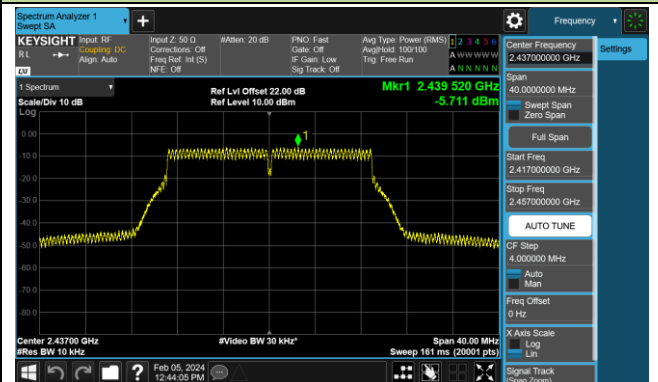 Spectrum Analyzer 1
Swept SA
Frequency
KEYSIGHT
RL
LXI
Input: RF
Coupling: DC
Align: Auto
Input Z: 50 Ω
Corrections: Off
Freq Ref: Int (S)
NFE: Off
#Atten: 20 dB
PNO: Fast
Gate: Off
IF Gain: Low
Sig Track: Off
Avg Type: Power (RMS)
Avg|Hold: 100/100
Trig: Free Run
1 2 3 4 5 6
A W W W W W
A N N N N N
1 Spectrum
Scale/Div 10 dB
Log
Ref Lvl Offset 22.00 dB
Ref Level 10.00 dBm
Mkr1 2.439 520 GHz
-5.711 dBm
0.00
-10.0
-20.0
-30.0
-40.0
-50.0
-60.0
-70.0
-80.0
1
Center 2.43700 GHz
#Res BW 10 kHz
#Video BW 30 kHz*
Span 40.00 MHz
Sweep 161 ms (20001 pts)
Feb 05, 2024
12:44:05 PM
Center Frequency
2.437000000 GHz
Span
40.0000000 MHz
Swept Span
Zero Span
Full Span
Start Freq
2.417000000 GHz
Stop Freq
2.457000000 GHz
AUTO TUNE
CF Step
4.000000 MHz
Auto
Man
Freq Offset
0 Hz
X Axis Scale
Log
Lin
Signal Track
(Span Zoom)
Settings